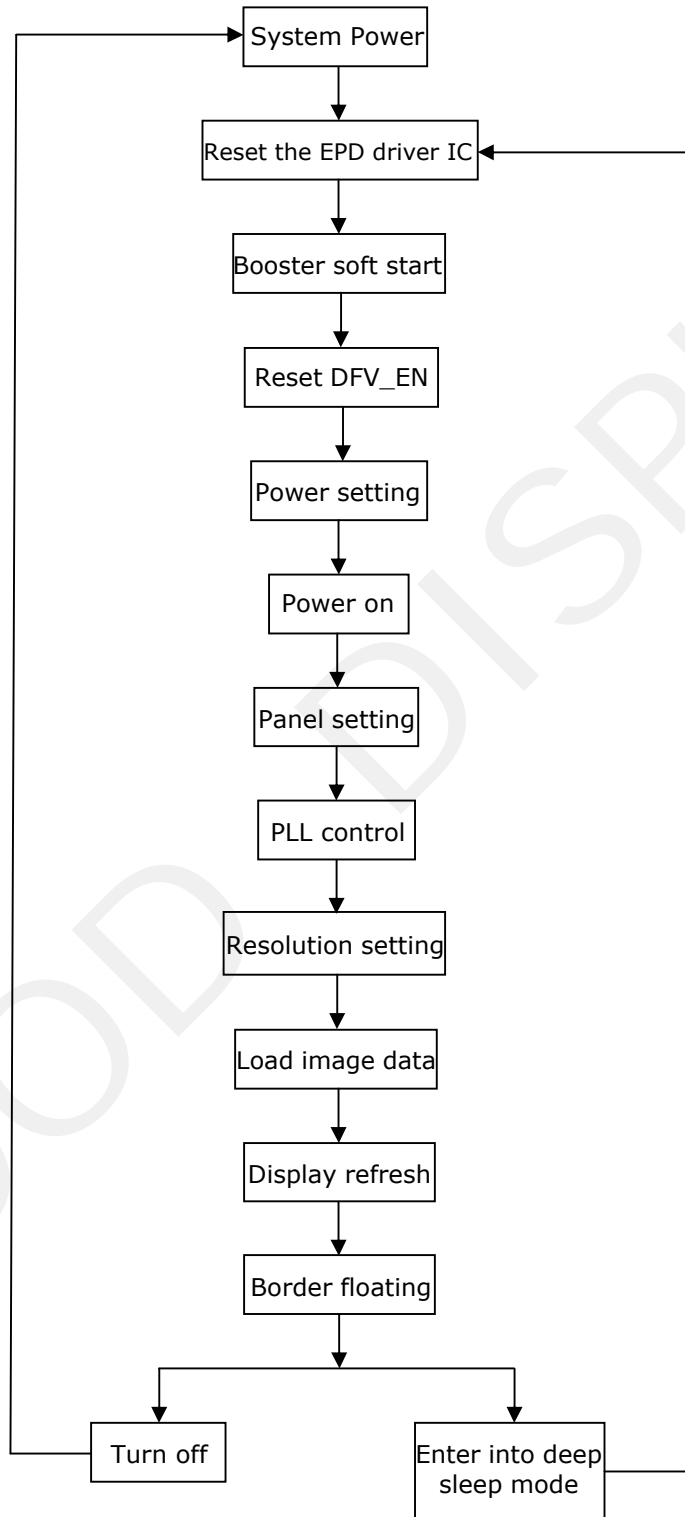 System Power
Reset the EPD driver IC
Booster soft start
Reset DFV_EN
Power setting
Power on
Panel setting
PLL control
Resolution setting
Load image data
Display refresh
Border floating
Turn off
Enter into deep
sleep mode